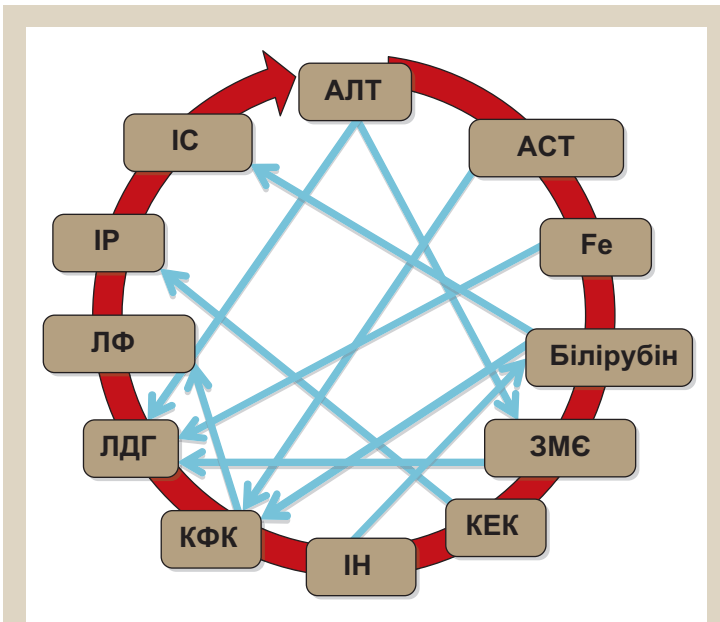 АЛТ
АСТ
Fe
Білірубін
ЗМЄ
КЕК
ІН
КФК
ЛДГ
ЛФ
ІР
ІС